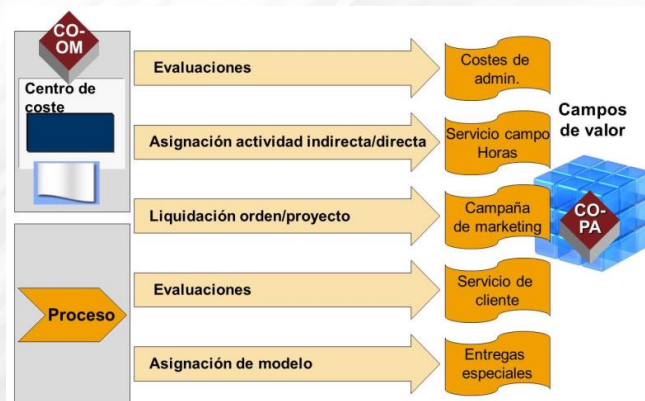 CO-
OM
Centro de
coste
Evaluaciones
Costes de
admin.
Asignación actividad indirecta/directa
Servicio campo
Horas
Campos
de valor
Liquidación orden/proyecto
Campaña
de marketing
CO-
PA
Evaluaciones
Servicio de
cliente
Proceso
Asignación de modelo
Entregas
especiales